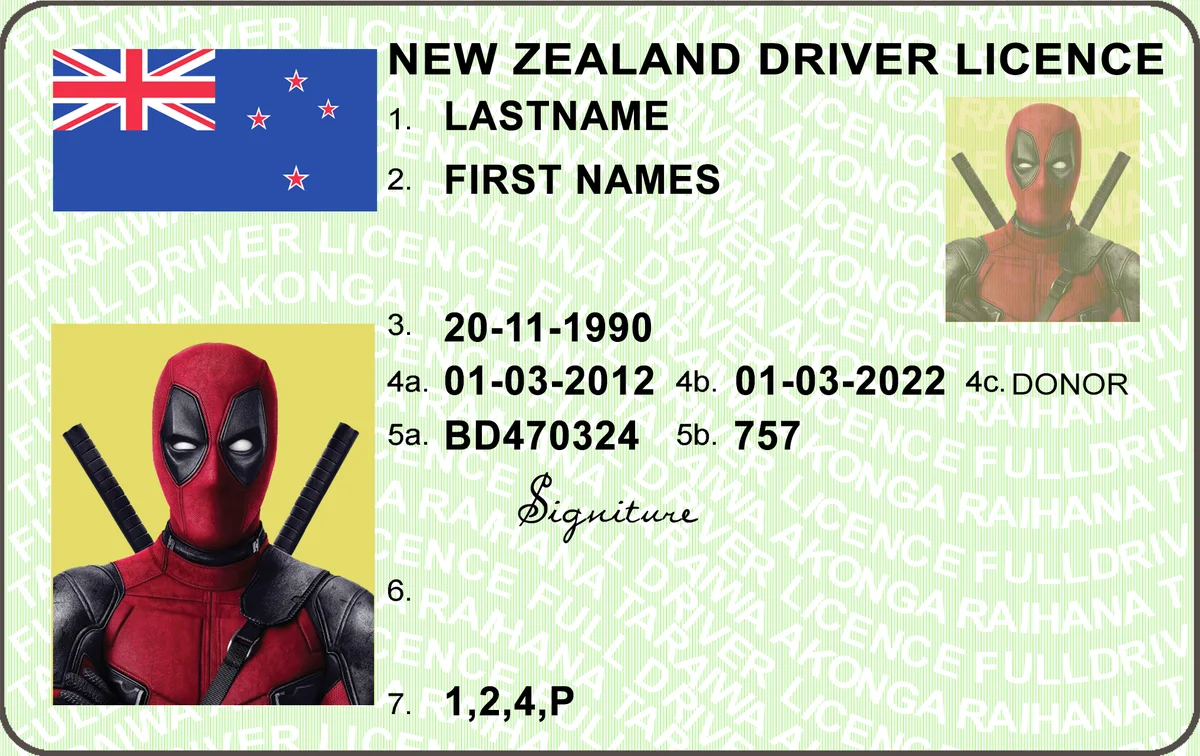 NEW ZEALAND DRIVER LICENCE
1. LASTNAME
2. FIRST NAMES
3. 20-11-1990
4a. 01-03-2012 4b. 01-03-2022 4c. DONOR
5a. BD470324 5b. 757
Signiture
6.
7. 1,2,4,P